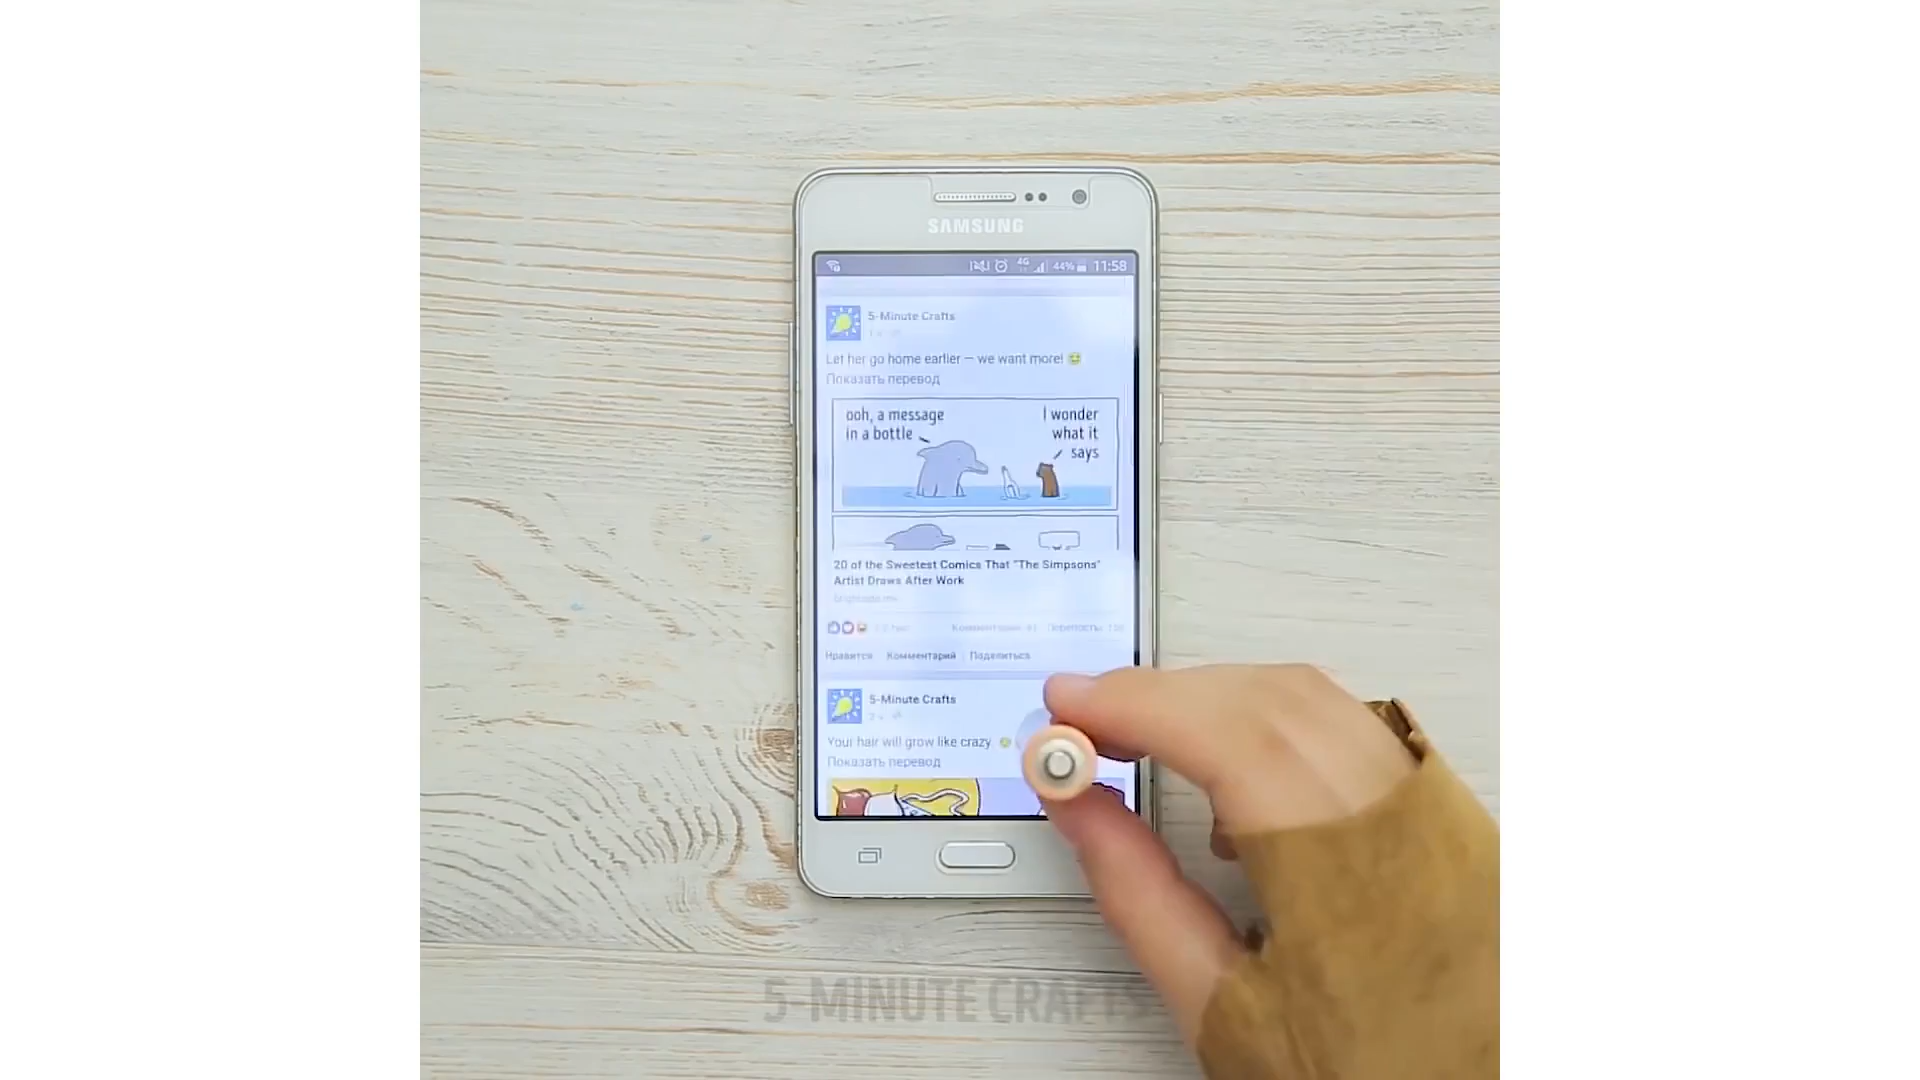 SAMSUNG
4G 44% 11:58
5-Minute Crafts
Let her go home earlier — we want more!
Показать перевод
ooh, a message
in a bottle
I wonder
what it
says
20 of the Sweetest Comics That "The Simpsons"
Artist Draws After Work
Нравится Комментарий Поделиться
5-Minute Crafts
Your hair will grow like crazy
Показать перевод
5-MINUTE CRAFTS